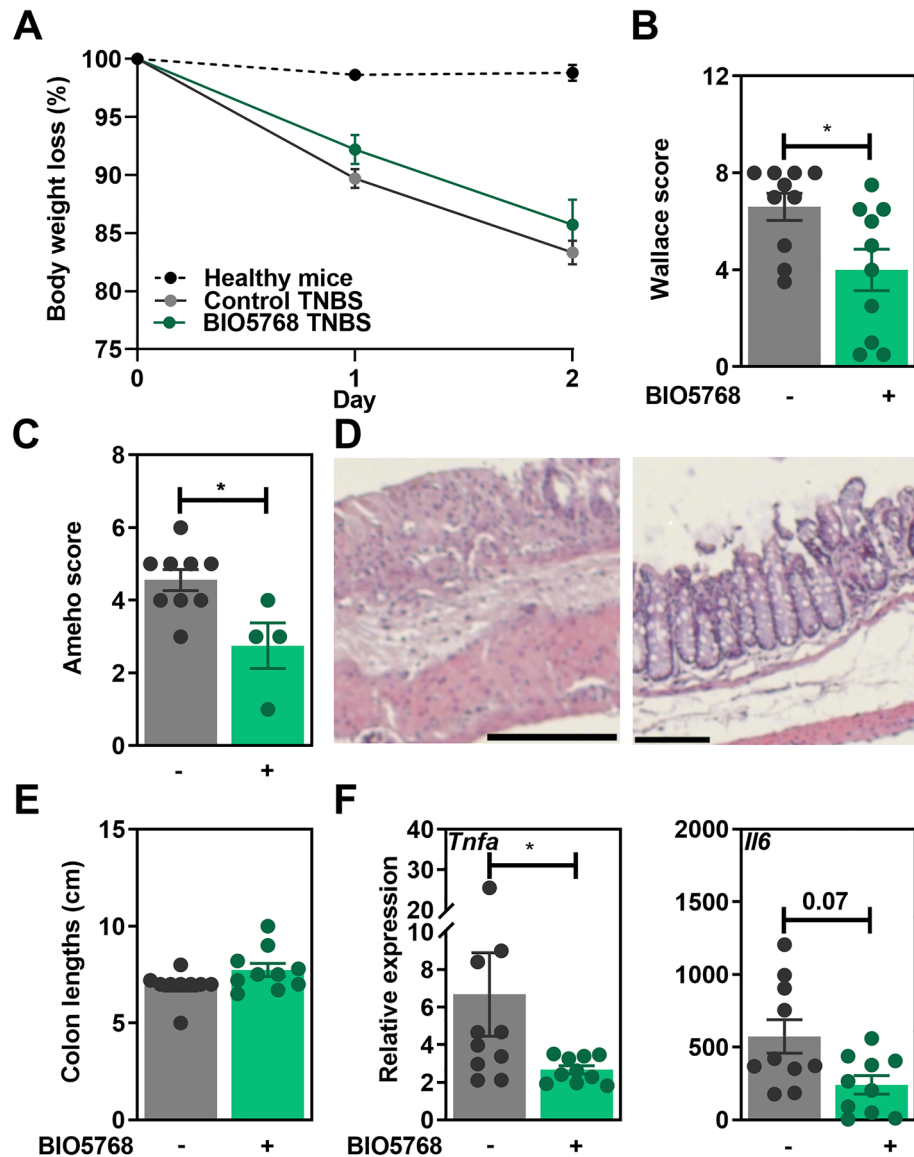 A
Body weight loss (%)
100
95
90
85
80
75
Healthy mice
Control TNBS
BIO5768 TNBS
0 1 2
Day
B
Wallace score
12
8
4
0
*
BIO5768 - +
C
Ameho score
8
6
4
2
0
*
- +
D
E
Colon lengths (cm)
15
10
5
0
BIO5768 - +
F
Relative expression
40
30
20
10
8
6
4
2
0
Tnfa
*
BIO5768 - +
2000
1500
1000
500
0
Il6
0.07
- +